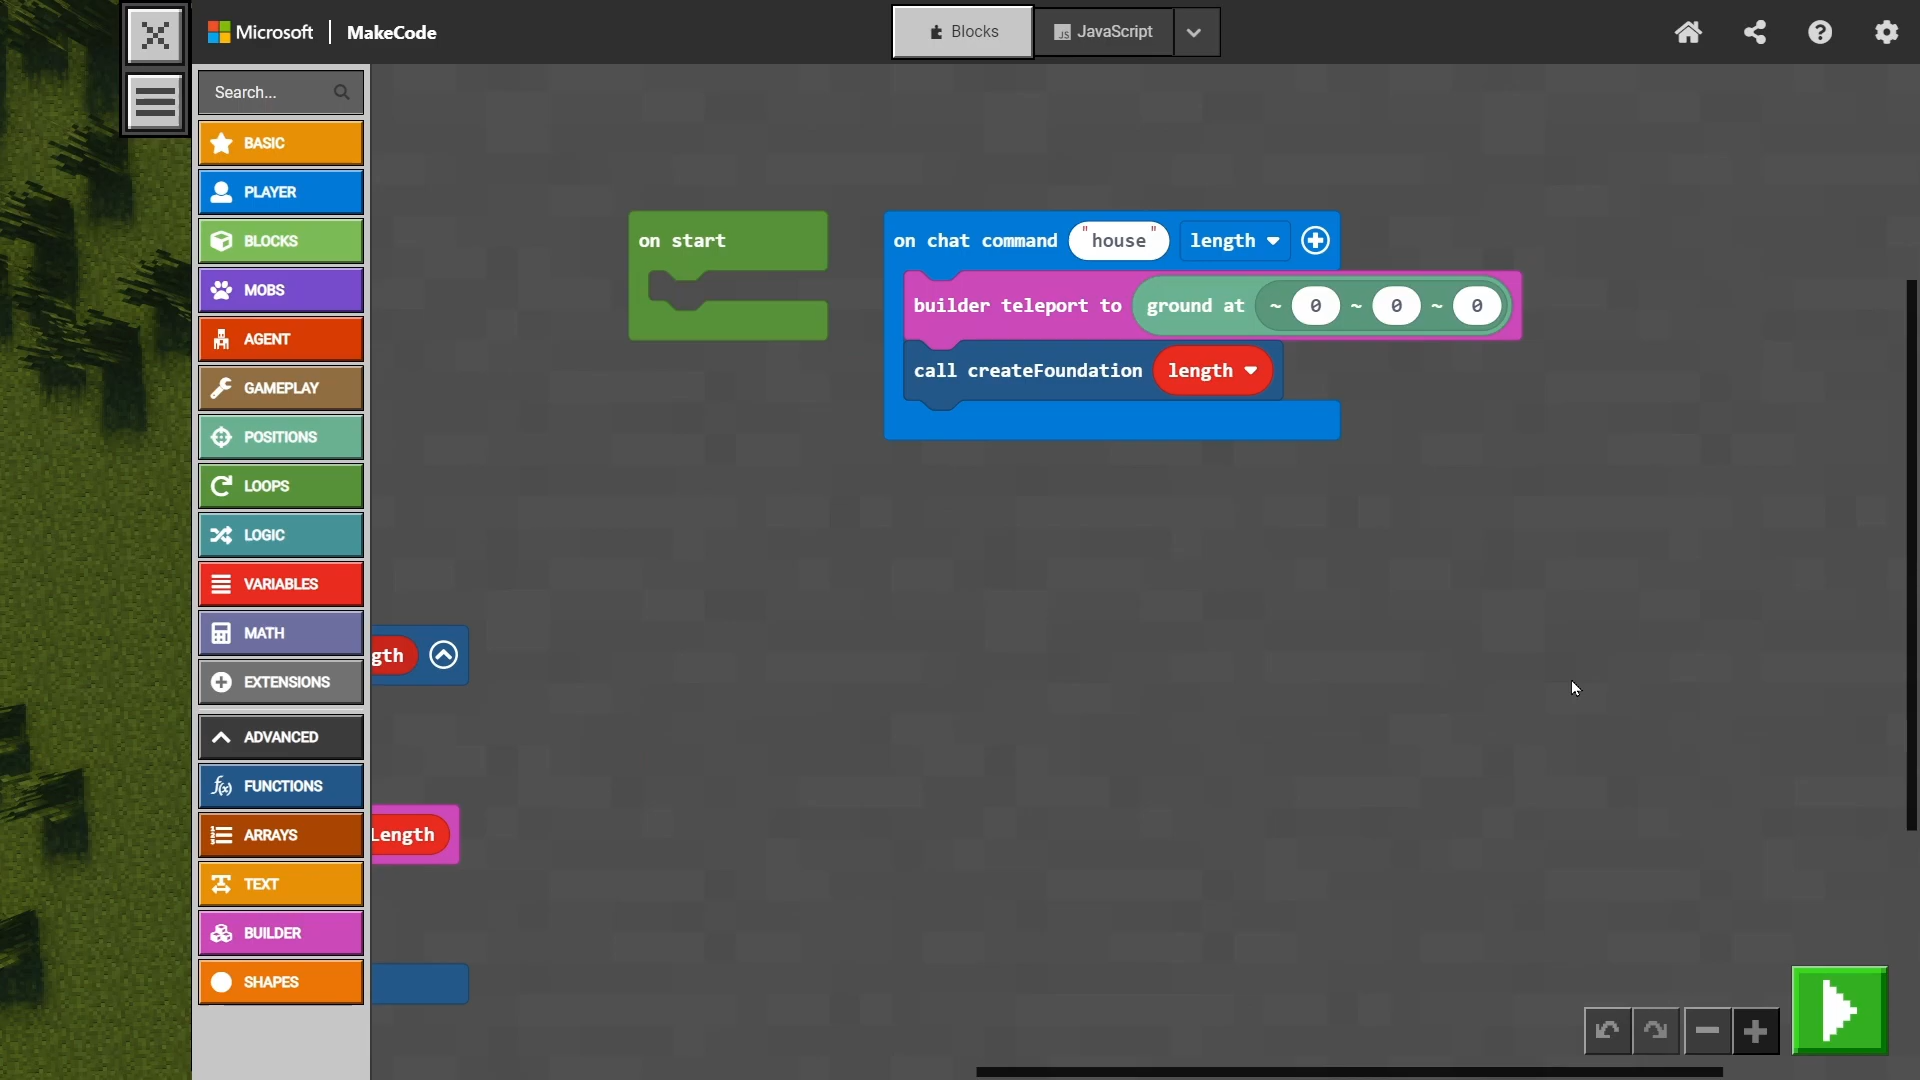 Microsoft | MakeCode
Blocks
JavaScript
Search...
BASIC
PLAYER
BLOCKS
MOBS
AGENT
GAMEPLAY
POSITIONS
LOOPS
LOGIC
VARIABLES
MATH
EXTENSIONS
ADVANCED
FUNCTIONS
ARRAYS
TEXT
BUILDER
SHAPES
on start
on chat command "house" length
builder teleport to ground at ~ 0 ~ 0 ~ 0
call createFoundation length
gth
Length